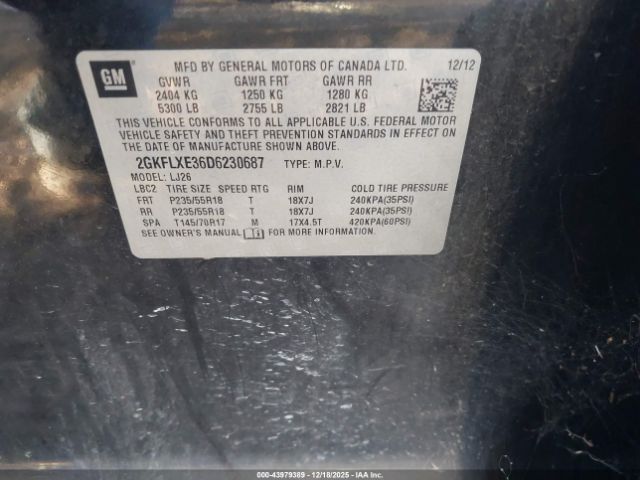 GM
MFD BY GENERAL MOTORS OF CANADA LTD. 12/12
GVWR GAWR FRT GAWR RR
2404 KG 1250 KG 1280 KG
5300 LB 2755 LB 2821 LB
THIS VEHICLE CONFORMS TO ALL APPLICABLE U.S. FEDERAL MOTOR
VEHICLE SAFETY AND THEFT PREVENTION STANDARDS IN EFFECT ON
THE DATE OF MANUFACTURE SHOWN ABOVE.
2GKFLXE36D6230687 TYPE: M.P.V.
MODEL: LJ26
LBC2 TIRE SIZE SPEED RTG RIM COLD TIRE PRESSURE
FRT P235/55R18 T 18X7J 240KPA(35PSI)
RR P235/55R18 T 18X7J 240KPA(35PSI)
SPA T145/70R17 M 17X4.5T 420KPA(60PSI)
SEE OWNER'S MANUAL FOR MORE INFORMATION.
000-43979389 - 12/18/2025 - IAA Inc.